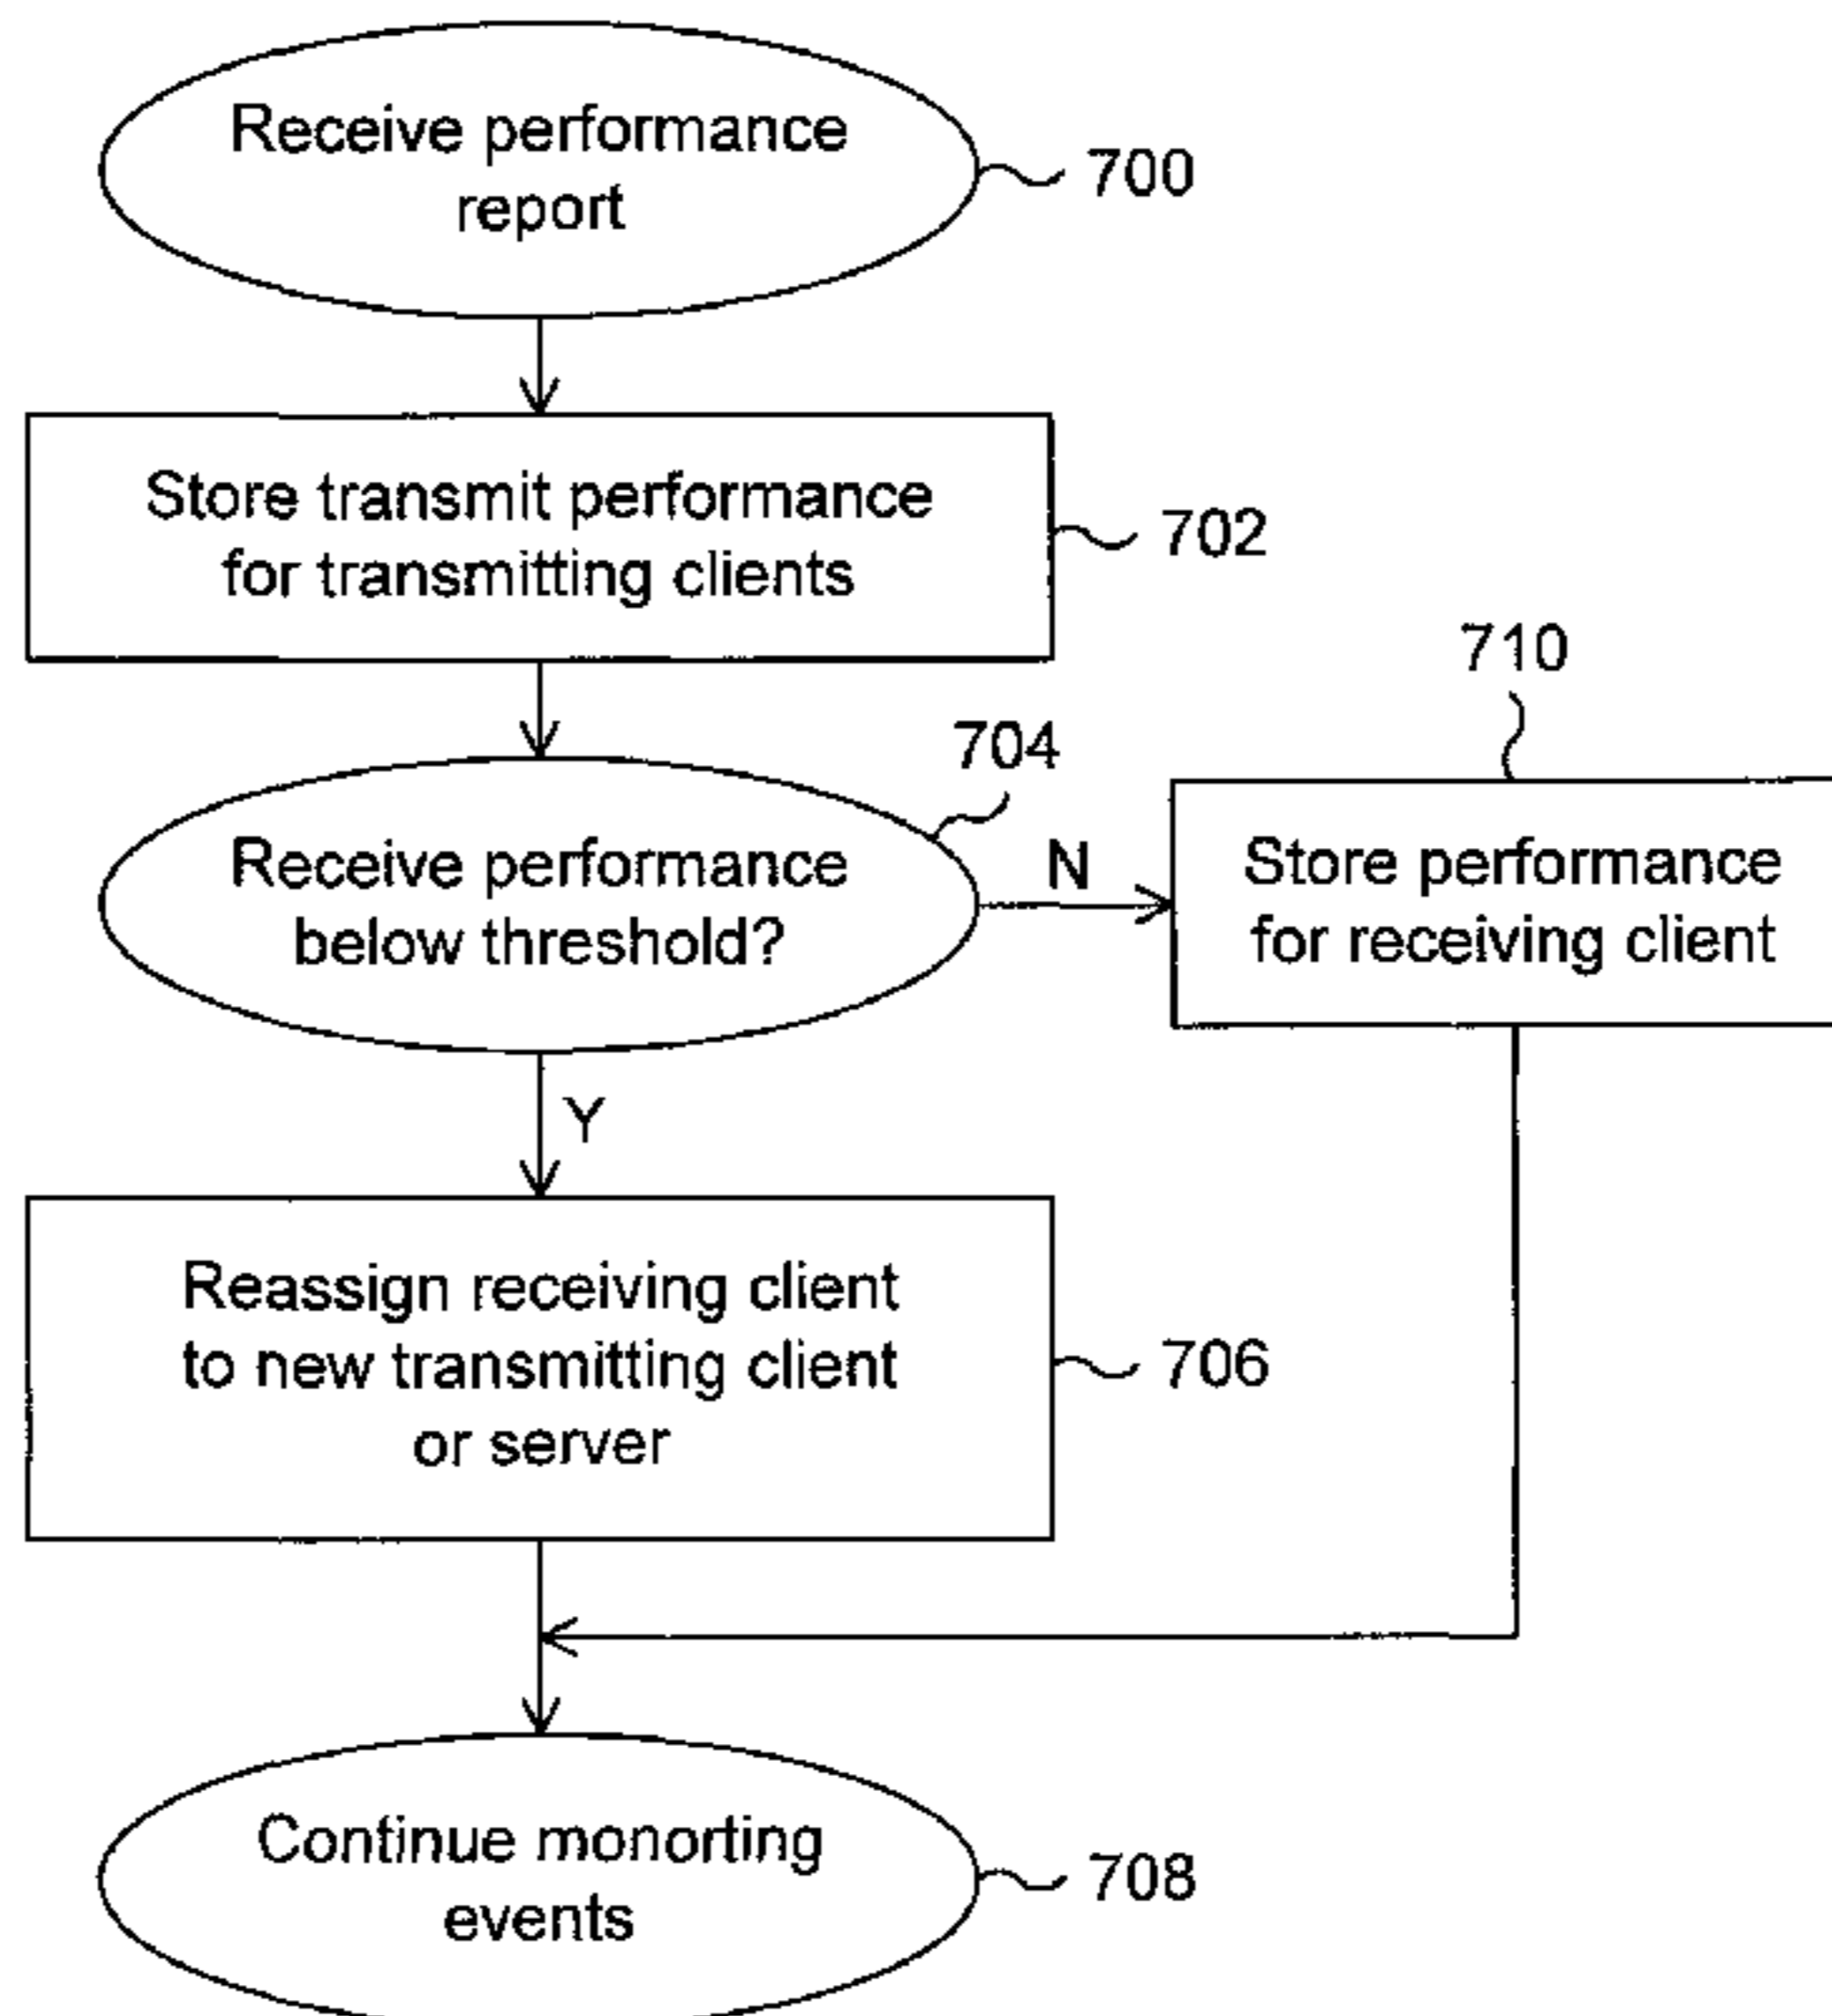 Receive performance
report
700
Store transmit performance
for transmitting clients
702
704
Receive performance
below threshold?
N
710
Store performance
for receiving client
Y
Reassign receiving client
to new transmitting client
or server
706
Continue monorting
events
708